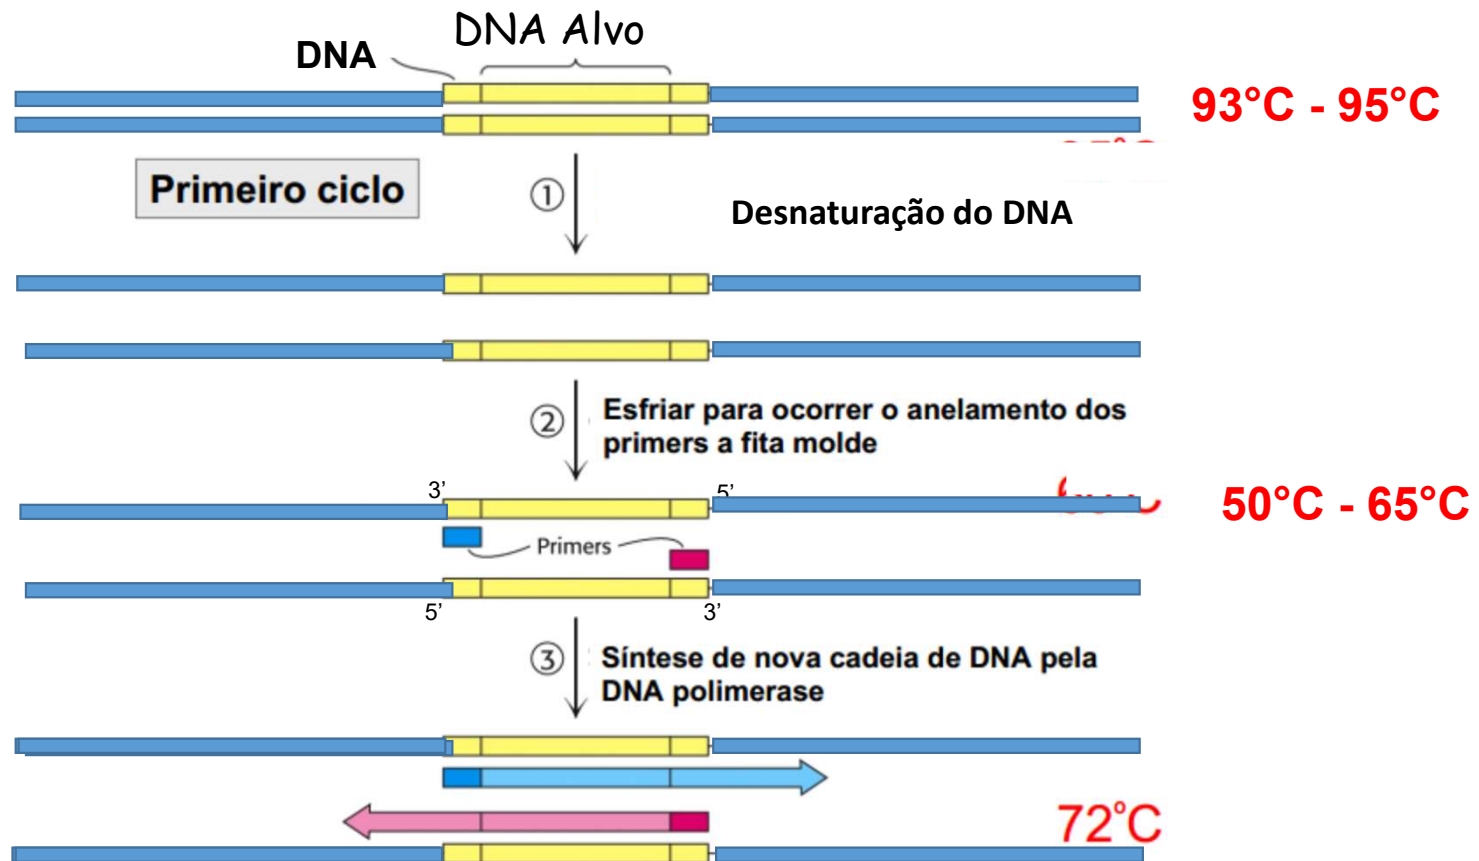 DNA Alvo
DNA
93°C - 95°C
Primeiro ciclo
①
Desnaturação do DNA
②
Esfriar para ocorrer o anelamento dos
primers a fita molde
3’
5’
50°C - 65°C
Primers
5’
3’
③
Síntese de nova cadeia de DNA pela
DNA polimerase
72°C